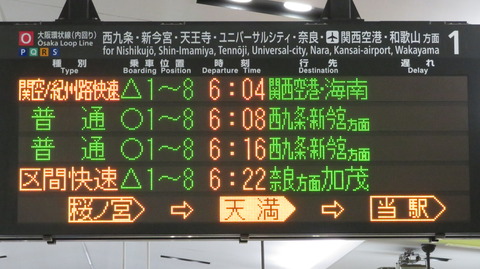 O 大阪環状線(内回り) 西九条・新今宮・天王寺・ユニバーサルシティ・奈良・関西空港・和歌山 方面 1
Osaka Loop Line for Nishikujō, Shin-Imamiya, Tennōji, Universal-city, Nara, Kansai-airport, Wakayama
P Q R S
種別 乗車位置 時刻 行先 遅れ
Type Boarding Position Departure Time Destination Delay
関空/紀州路快速 △1～8 6:04 関西空港・海南
普通 ○1～8 6:08 西九条・新今宮方面
普通 ○1～8 6:16 西九条・新今宮方面
区間快速 △1～8 6:22 奈良方面加茂
桜ノ宮 ⇨ 天満 ⇨ 当駅